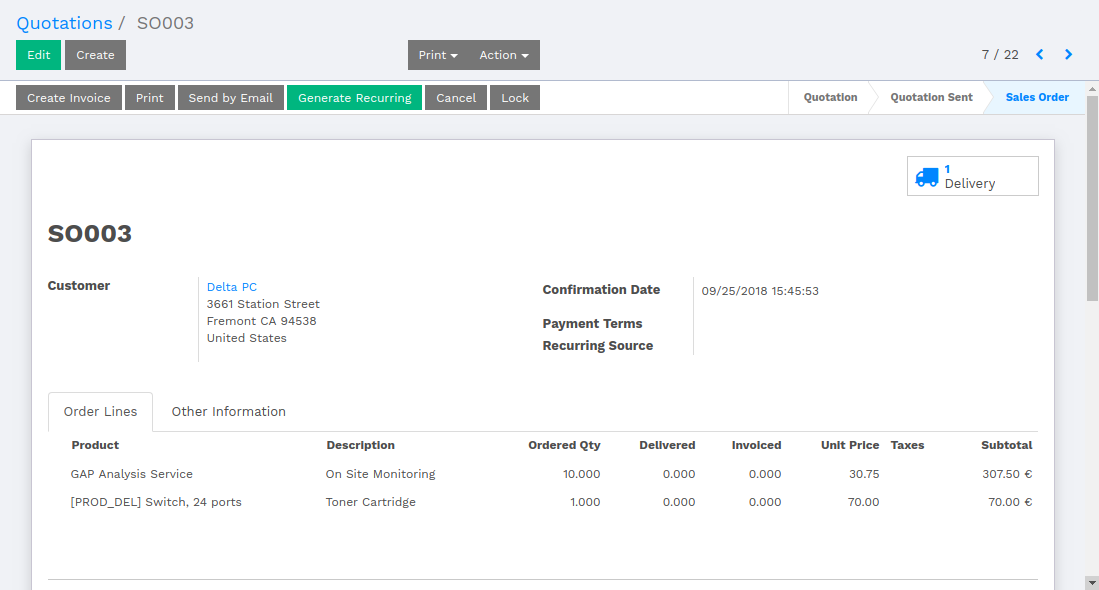 Quotations / SO003
Edit Create Print Action 7 / 22
Create Invoice Print Send by Email Generate Recurring Cancel Lock Quotation Quotation Sent Sales Order
1
Delivery
SO003
Customer
Delta PC
3661 Station Street
Fremont CA 94538
United States
Confirmation Date 09/25/2018 15:45:53
Payment Terms
Recurring Source
Order Lines Other Information
Product Description Ordered Qty Delivered Invoiced Unit Price Taxes Subtotal
GAP Analysis Service On Site Monitoring 10.000 0.000 0.000 30.75 307.50 €
[PROD_DEL] Switch, 24 ports Toner Cartridge 1.000 0.000 0.000 70.00 70.00 €